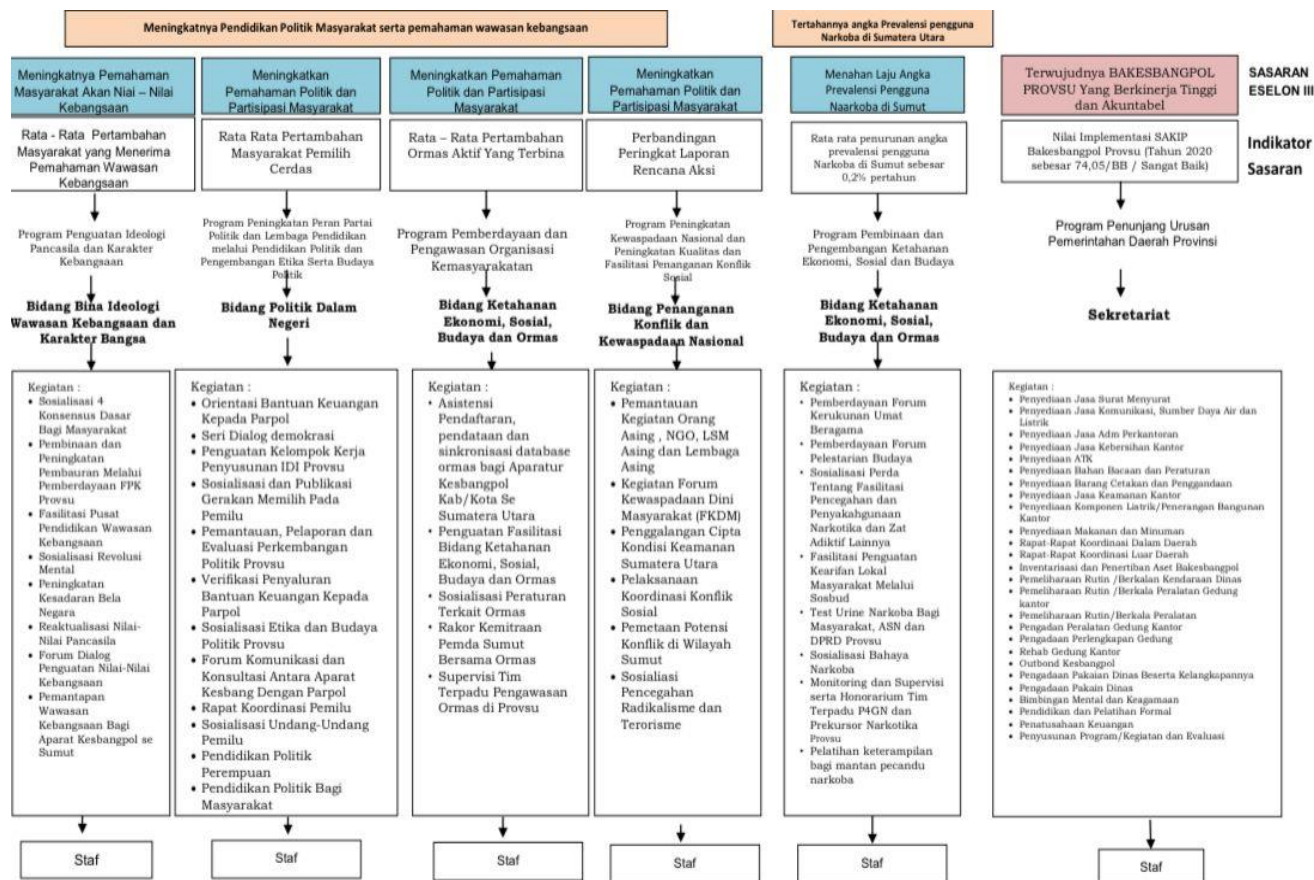 Meningkatnya Pendidikan Politik Masyarakat serta pemahaman wawasan kebangsaan
Tertahannya angka Prevalensi pengguna
Narkoba di Sumatera Utara
Meningkatnya Pemahaman
Masyarakat Akan Niai – Nilai
Kebangsaan
Meningkatkan
Pemahaman Politik dan
Partisipasi Masyarakat
Meningkatkan Pemahaman
Politik dan Partisipasi
Masyarakat
Meningkatkan
Pemahaman Politik dan
Partisipasi Masyarakat
Menahan Laju Angka
Prevalensi Pengguna
Naarkoba di Sumut
Terwujudnya BAKESBANGPOL
PROVSU Yang Berkinerja Tinggi
dan Akuntabel
SASARAN
ESELON III
Rata - Rata Pertambahan
Masyarakat yang Menerima
Pemahaman Wawasan
Kebangsaan
Rata Rata Pertambahan
Masyarakat Pemilih
Cerdas
Rata – Rata Pertambahan
Ormas Aktif Yang Terbina
Perbandingan
Peringkat Laporan
Rencana Aksi
Rata rata penurunan angka
prevalensi pengguna
Narkoba di Sumut sebesar
0,2% pertahun
Nilai Implementasi SAKIP
Bakesbangpol Provsu (Tahun 2020
sebesar 74,05/BB / Sangat Baik)
Indikator
Sasaran
Program Penguatan Ideologi
Pancasila dan Karakter
Kebangsaan
Program Peningkatan Peran Partai
Politik dan Lembaga Pendidikan
melalui Pendidikan Politik dan
Pengembangan Etika Serta Budaya
Politik
Program Pemberdayaan dan
Pengawasan Organisasi
Kemasyarakatan
Program Peningkatan
Kewaspadaan Nasional dan
Peningkatan Kualitas dan
Fasilitasi Penanganan Konflik
Sosial
Program Pembinaan dan
Pengembangan Ketahanan
Ekonomi, Sosial dan Budaya
Program Penunjang Urusan
Pemerintahan Daerah Provinsi
Bidang Bina Ideologi
Wawasan Kebangsaan dan
Karakter Bangsa
Bidang Politik Dalam
Negeri
Bidang Ketahanan
Ekonomi, Sosial,
Budaya dan Ormas
Bidang Penanganan
Konflik dan
Kewaspadaan Nasional
Bidang Ketahanan
Ekonomi, Sosial,
Budaya dan Ormas
Sekretariat
Kegiatan :
• Sosialisasi 4
Konsensus Dasar
Bagi Masyarakat
• Pembinaan dan
Peningkatan
Pembauran Melalui
Pemberdayaan FPK
Provsu
• Fasilitasi Pusat
Pendidikan Wawasan
Kebangsaan
• Sosialisasi Revolusi
Mental
• Peningkatan
Kesadaran Bela
Negara
• Reaktualisasi Nilai-
Nilai Pancasila
• Forum Dialog
Penguatan Nilai-Nilai
Kebangsaan
• Pemantapan
Wawasan
Kebangsaan Bagi
Aparat Kesbangpol se
Sumut
Kegiatan :
• Orientasi Bantuan Keuangan
Kepada Parpol
• Seri Dialog demokrasi
• Penguatan Kelompok Kerja
Penyusunan IDI Provsu
• Sosialisasi dan Publikasi
Gerakan Memilih Pada
Pemilu
• Pemantauan, Pelaporan dan
Evaluasi Perkembangan
Politik Provsu
• Verifikasi Penyaluran
Bantuan Keuangan Kepada
Parpol
• Sosialisasi Etika dan Budaya
Politik Provsu
• Forum Komunikasi dan
Konsultasi Antara Aparat
Kesbang Dengan Parpol
• Rapat Koordinasi Pemilu
• Sosialisasi Undang-Undang
Pemilu
• Pendidikan Politik
Perempuan
• Pendidikan Politik Bagi
Masyarakat
Kegiatan :
• Asistensi
Pendaftaran,
pendataan dan
sinkronisasi database
ormas bagi Aparatur
Kesbangpol
Kab/Kota Se
Sumatera Utara
• Penguatan Fasilitasi
Bidang Ketahanan
Ekonomi, Sosial,
Budaya dan Ormas
• Sosialisasi Peraturan
Terkait Ormas
• Rakor Kemitraan
Pemda Sumut
Bersama Ormas
• Supervisi Tim
Terpadu Pengawasan
Ormas di Provsu
Kegiatan :
• Pemantauan
Kegiatan Orang
Asing , NGO, LSM
Asing dan Lembaga
Asing
• Kegiatan Forum
Kewaspadaan Dini
Masyarakat (FKDM)
• Penggalangan Cipta
Kondisi Keamanan
Sumatera Utara
• Pelaksanaan
Koordinasi Konflik
Sosial
• Pemetaan Potensi
Konflik di Wilayah
Sumut
• Sosialiasi
Pencegahan
Radikalisme dan
Terorisme
Kegiatan :
• Pemberdayaan Forum
Kerukunan Umat
Beragama
• Pemberdayaan Forum
Pelestarian Budaya
• Sosialisasi Perda
Tentang Fasilitasi
Pencegahan dan
Penyakahgunaan
Narkotika dan Zat
Adiktif Lainnya
• Fasilitasi Penguatan
Kearifan Lokal
Masyarakat Melalui
Sosbud
• Test Urine Narkoba Bagi
Masyarakat, ASN dan
DPRD Provsu
• Sosialisasi Bahaya
Narkoba
• Monitoring dan Supervisi
serta Honorarium Tim
Terpadu P4GN dan
Prekursor Narkotika
Provsu
• Pelatihan keterampilan
bagi mantan pecandu
narkoba
Kegiatan :
• Penyediaan Jasa Surat Menyurat
• Penyediaan Jasa Komunikasi, Sumber Daya Air dan
Listrik
• Penyediaan Jasa Adm Perkantoran
• Penyediaan Jasa Kebersihan Kantor
• Penyediaan ATK
• Penyediaan Bahan Bacaan dan Peraturan
• Penyediaan Barang Cetakan dan Penggandaan
• Penyediaan Jasa Keamanan Kantor
• Penyediaan Komponen Listrik/Penerangan Bangunan
Kantor
• Penyediaan Makanan dan Minuman
• Rapat-Rapat Koordinasi Dalam Daerah
• Rapat-Rapat Koordinasi Luar Daerah
• Inventarisasi dan Penertiban Aset Bakesbangpol
• Pemeliharaan Rutin /Berkalan Kendaraan Dinas
• Pemeliharaan Rutin /Berkala Peralatan Gedung
kantor
• Pemeliharaan Rutin/Berkala Peralatan
• Pengadan Peralatan Gedung Kantor
• Pengadaan Perlengkapan Gedung
• Rehab Gedung Kantor
• Outbond Kesbangpol
• Pengadaan Pakaian Dinas Beserta Kelangkapannya
• Pengadaan Pakain Dinas
• Bimbingan Mental dan Keagamaan
• Pendidikan dan Pelatihan Formal
• Penatusahaan Keuangan
• Penyusunan Program/Kegiatan dan Evaluasi
Staf
Staf
Staf
Staf
Staf
Staf